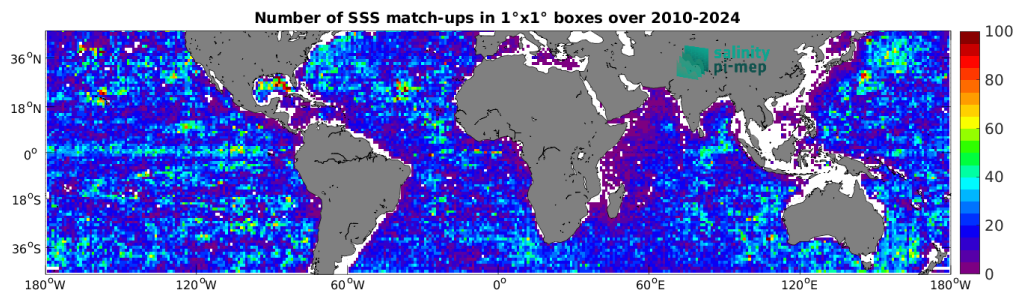 Number of SSS match-ups in 1°x1° boxes over 2010-2024
salinity
pi-mep
36°N
18°N
0°
18°S
36°S
180°W
120°W
60°W
0°
60°E
120°E
180°W
100
80
60
40
20
0